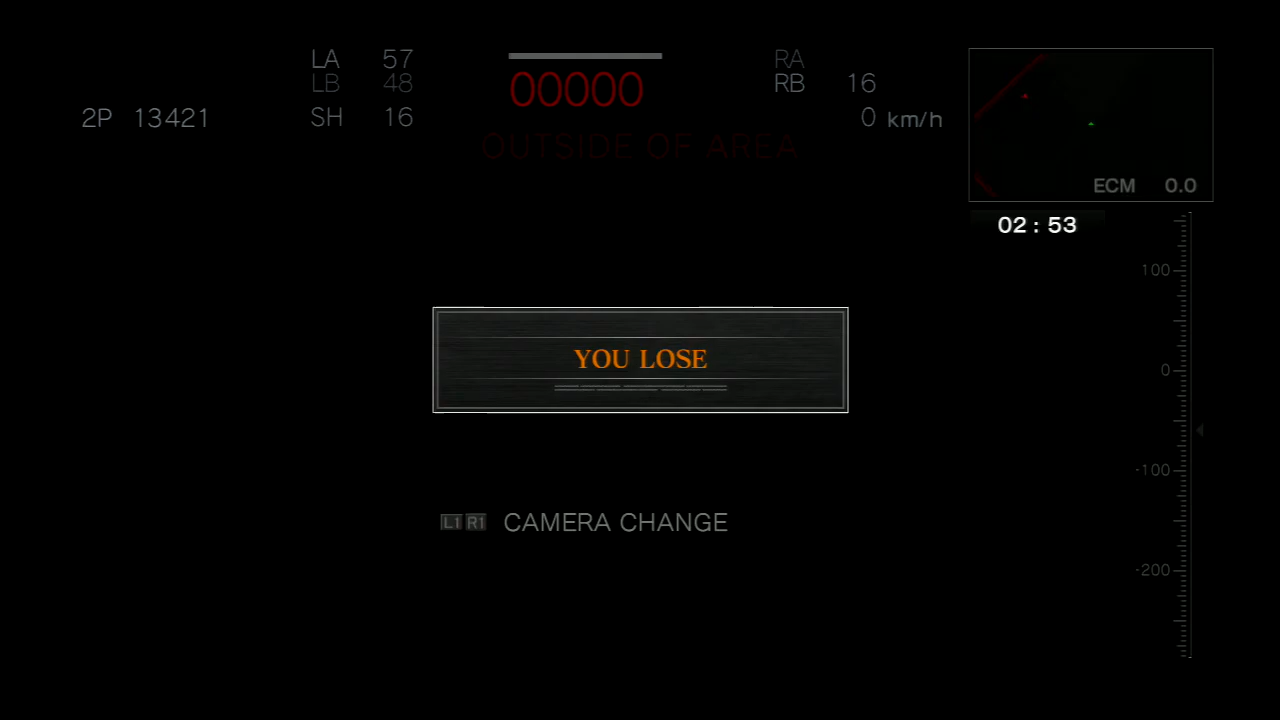 LA 57
LB 48
SH 16
2P 13421
00000
OUTSIDE OF AREA
RA
RB 16
0 km/h
ECM 0.0
02 : 53
100
0
-100
-200
YOU LOSE
L1 R1 CAMERA CHANGE